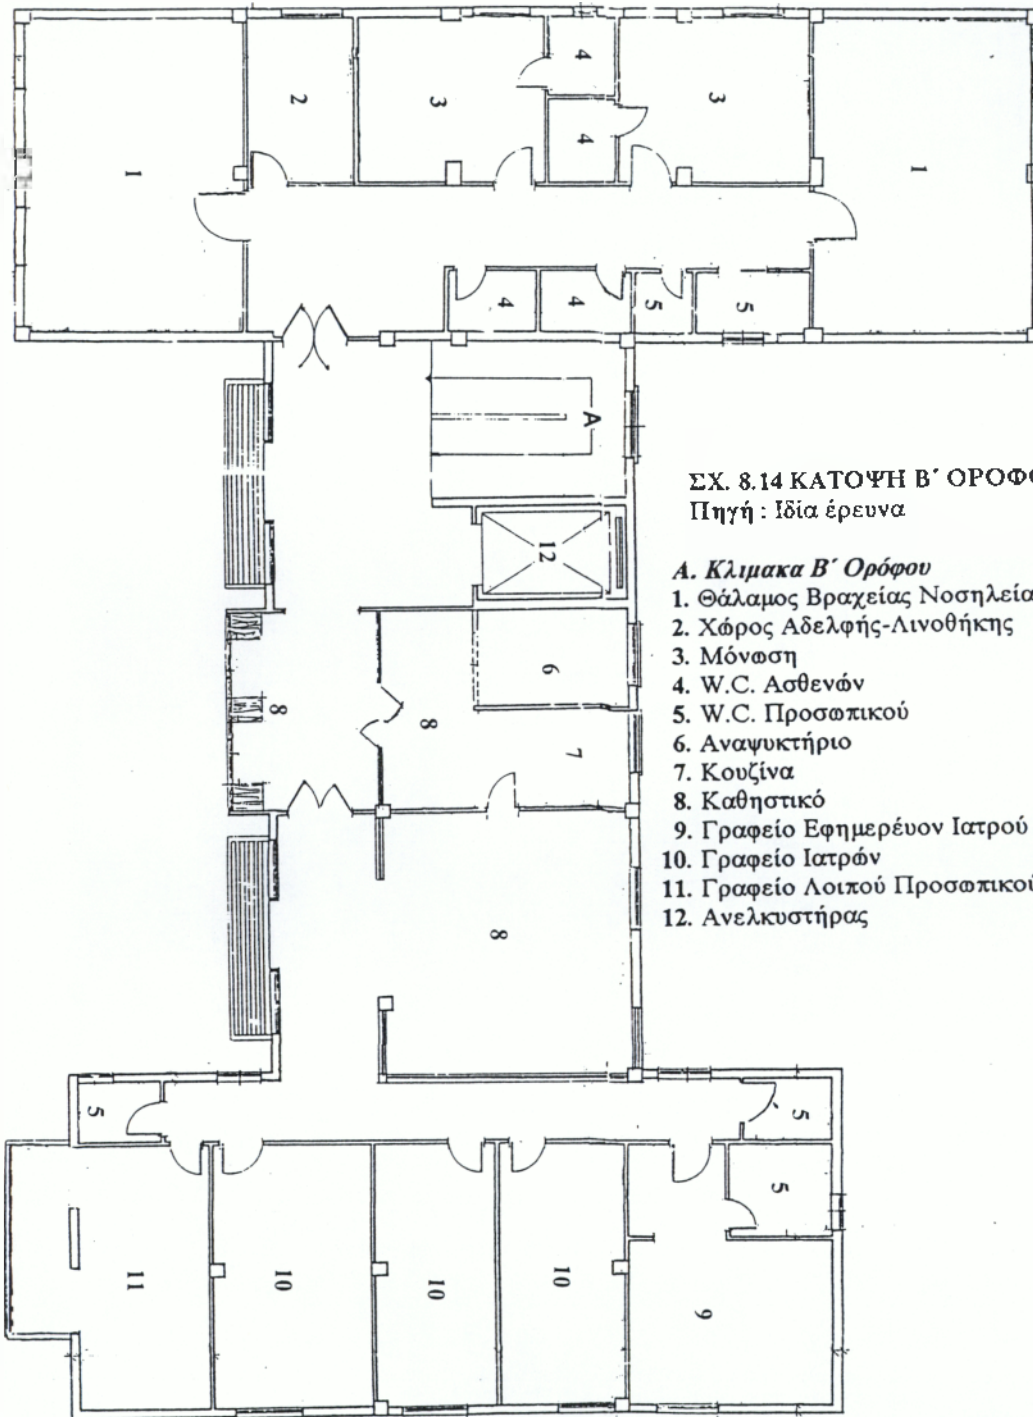 1
2
3
4
4
3
1
4
4
5
5
A
12
ΣΧ. 8.14 ΚΑΤΟΨΗ Β΄ ΟΡΟΦ
Πηγή : Ιδία έρευνα
Α. Κλιμακα Β΄ Ορόφου
1. Θάλαμος Βραχείας Νοσηλεία
2. Χώρος Αδελφής-Λινοθήκης
3. Μόνωση
4. W.C. Ασθενών
5. W.C. Προσωπικού
6. Αναψυκτήριο
7. Κουζίνα
8. Καθηστικό
9. Γραφείο Εφημερέυον Ιατρού
10. Γραφείο Ιατρών
11. Γραφείο Λοιπού Προσωπικού
12. Ανελκυστήρας
6
8
8
7
8
5
5
5
11
10
10
10
9